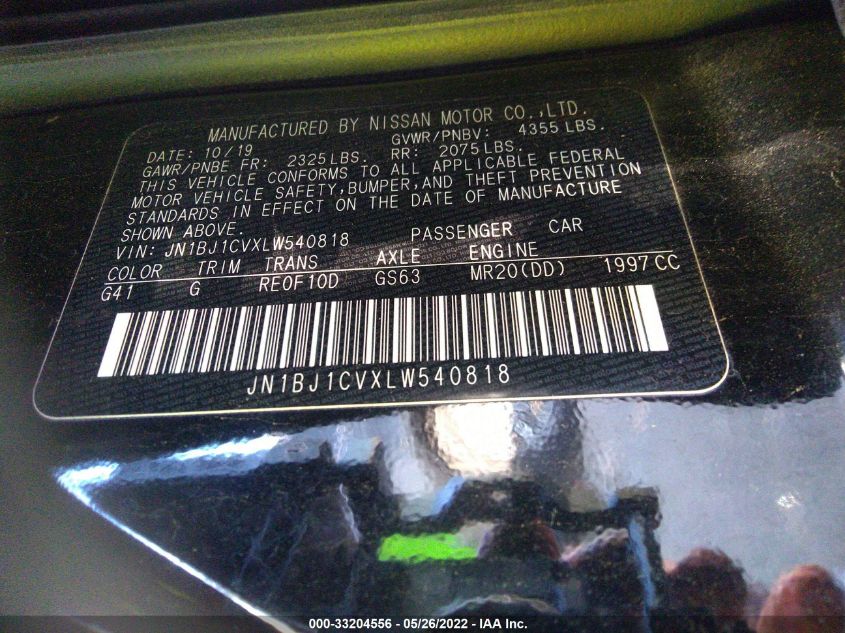 MANUFACTURED BY NISSAN MOTOR CO.,LTD.
DATE: 10/19 GVWR/PNBV: 4355 LBS.
GAWR/PNBE FR: 2325 LBS. RR: 2075 LBS.
THIS VEHICLE CONFORMS TO ALL APPLICABLE FEDERAL
MOTOR VEHICLE SAFETY,BUMPER,AND THEFT PREVENTION
STANDARDS IN EFFECT ON THE DATE OF MANUFACTURE
SHOWN ABOVE.
VIN: JN1BJ1CVXLW540818 PASSENGER CAR
COLOR TRIM TRANS AXLE ENGINE
G41 G RE0F10D GS63 MR20(DD) 1997 CC
JN1BJ1CVXLW540818
000-33204556 - 05/26/2022 - IAA Inc.